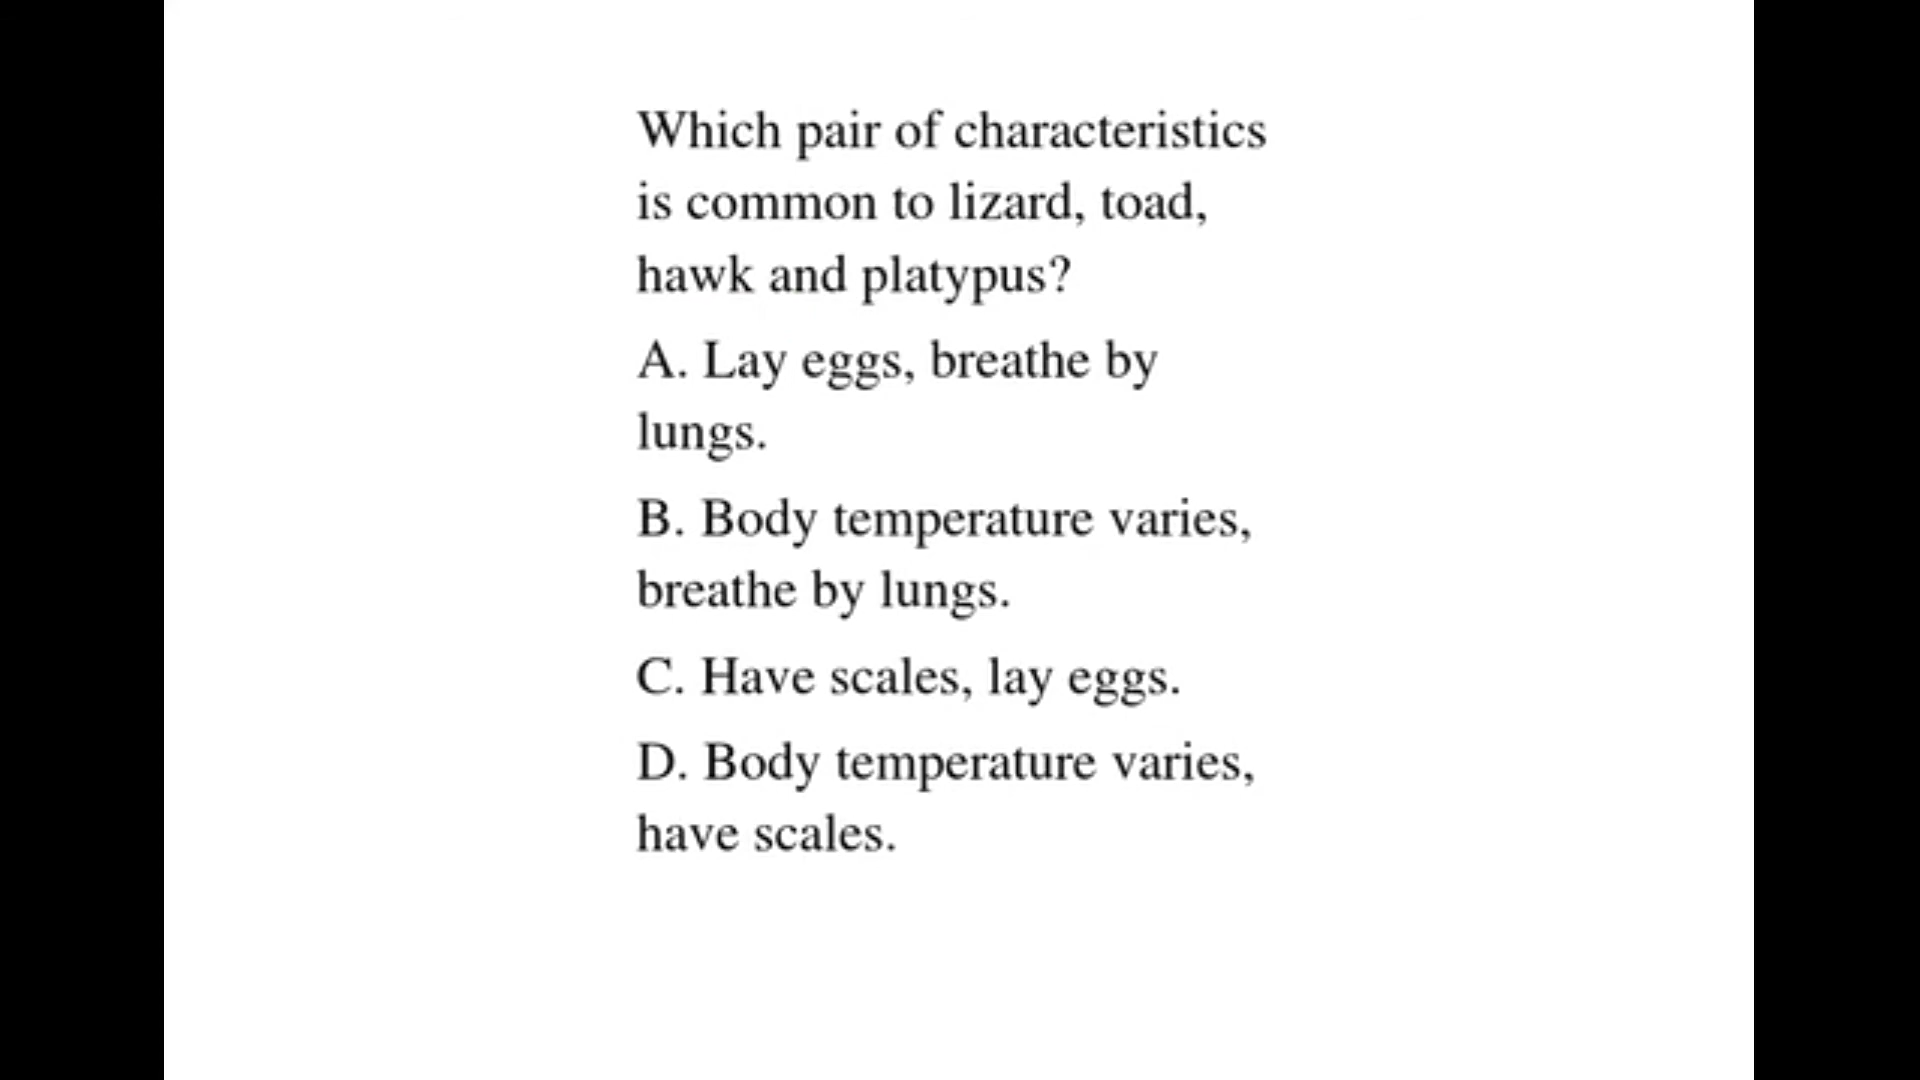 Which pair of characteristics
is common to lizard, toad,
hawk and platypus?
A. Lay eggs, breathe by
lungs.
B. Body temperature varies,
breathe by lungs.
C. Have scales, lay eggs.
D. Body temperature varies,
have scales.